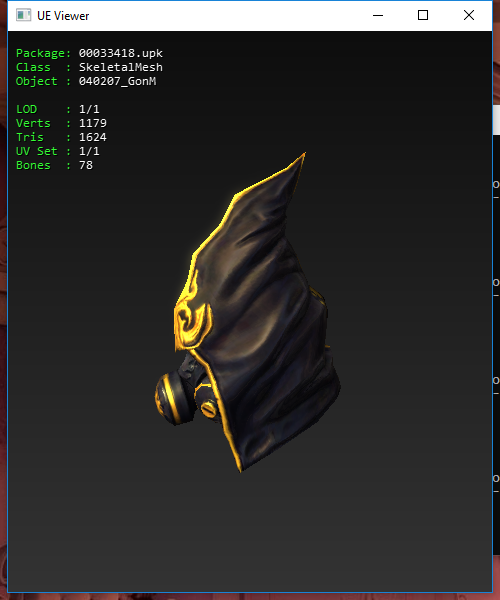 UE Viewer
Package: 00033418.upk
Class : SkeletalMesh
Object : 040207_GonM
LOD : 1/1
Verts : 1179
Tris : 1624
UV Set : 1/1
Bones : 78